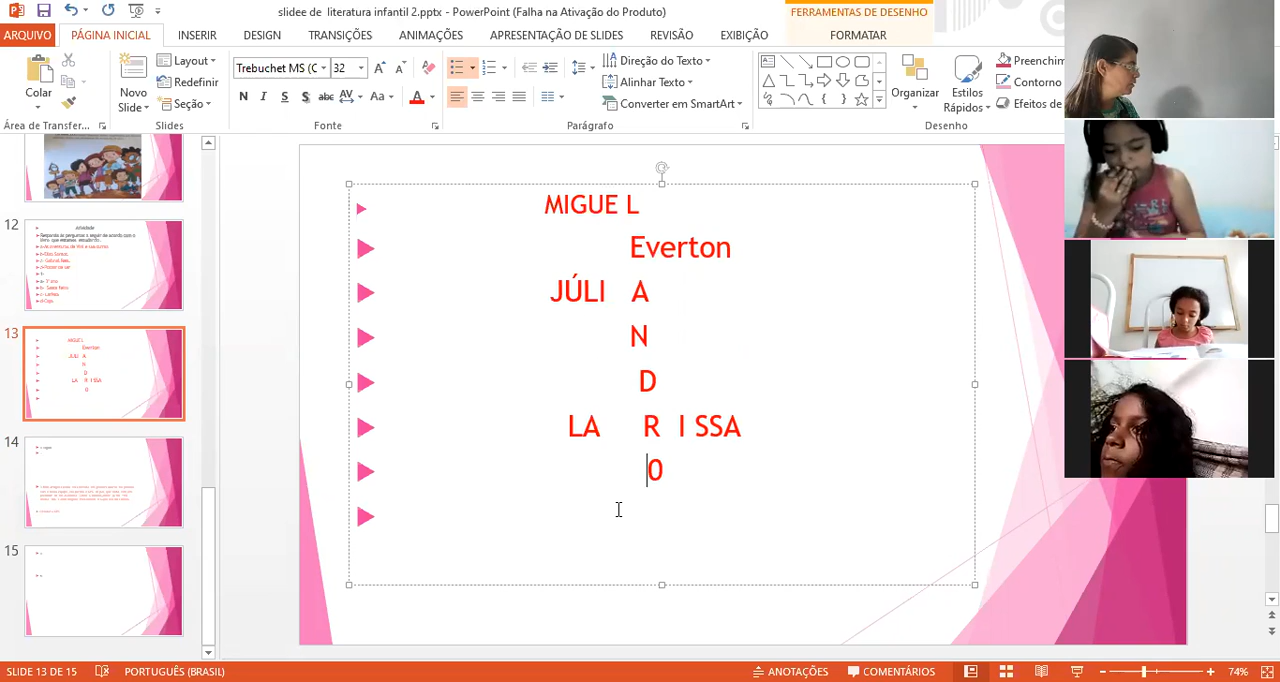 slidee de literatura infantil 2.pptx - PowerPoint (Falha na Ativação do Produto)
FERRAMENTAS DE DESENHO
ARQUIVO PÁGINA INICIAL INSERIR DESIGN TRANSIÇÕES ANIMAÇÕES APRESENTAÇÃO DE SLIDES REVISÃO EXIBIÇÃO FORMATAR
Colar
Novo
Slide
Layout
Redefinir
Seção
Trebuchet MS (C 32
N I S S abc AV Aa A
Direção do Texto
Alinhar Texto
Converter em SmartArt
Organizar
Estilos
Rápidos
Preenchim
Contorno
Efeitos de
Área de Transfer... Slides Fonte Parágrafo Desenho
12
13
14
15
MIGUE L
Everton
JÚLI A
N
D
LA R I SSA
O
SLIDE 13 DE 15 PORTUGUÊS (BRASIL) ANOTAÇÕES COMENTÁRIOS 74%